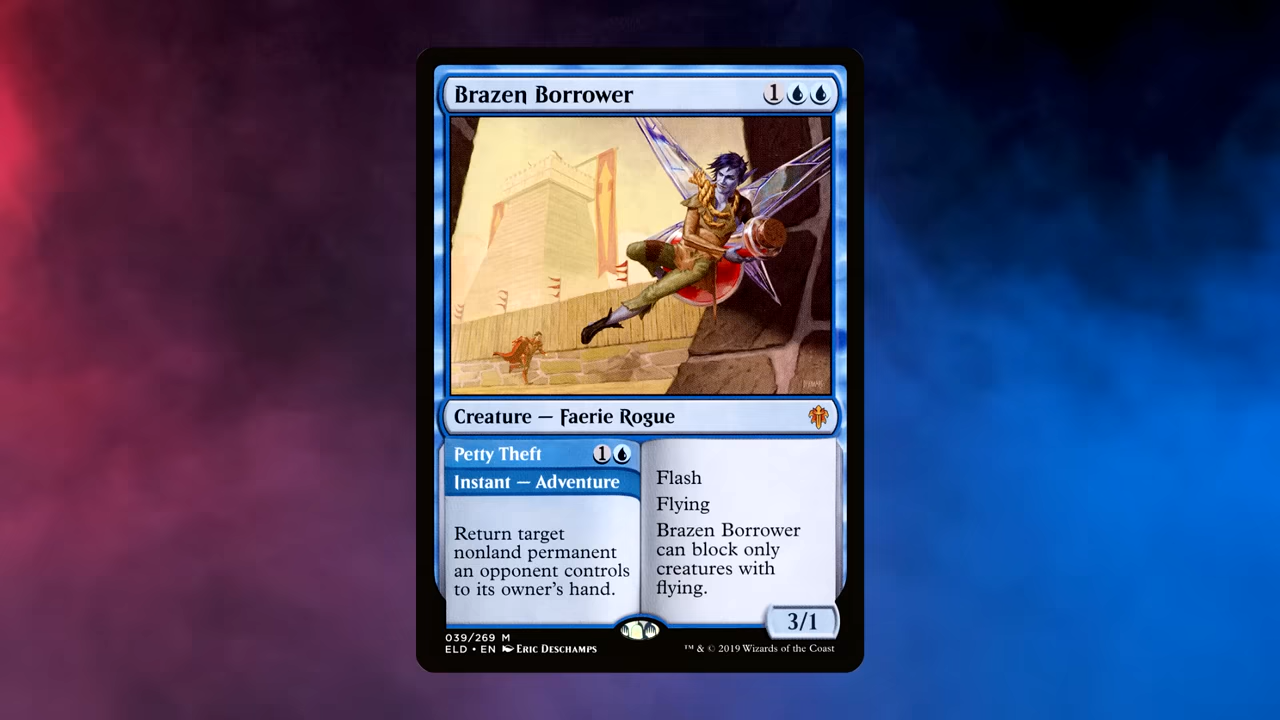 Brazen Borrower 1
Creature — Faerie Rogue
Petty Theft 1
Instant — Adventure
Return target
nonland permanent
an opponent controls
to its owner's hand.
Flash
Flying
Brazen Borrower
can block only
creatures with
flying.
3/1
039/269 M
ELD • EN Eric Deschamps
™ & © 2019 Wizards of the Coast